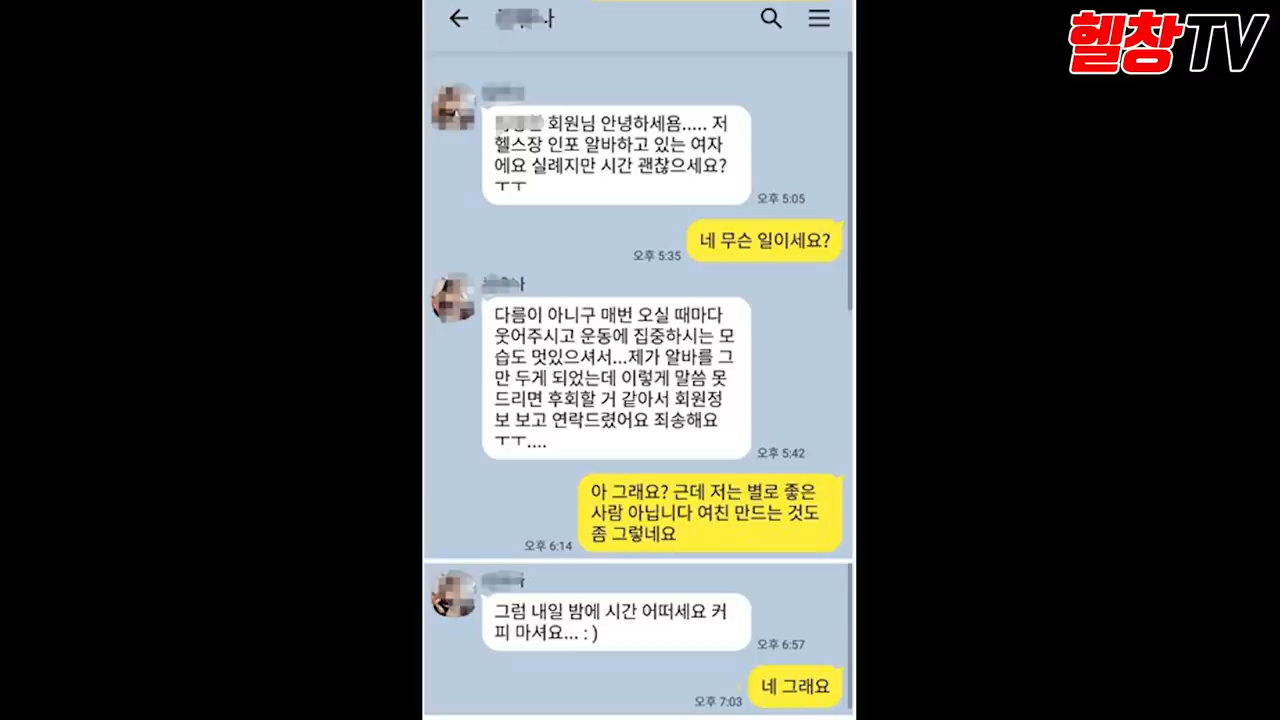 헬창TV
회원님 안녕하세욤..... 저
헬스장 인포 알바하고 있는 여자
에요 실례지만 시간 괜찮으세요?
ㅜㅜ
오후 5:05
네 무슨 일이세요?
오후 5:35
다름이 아니구 매번 오실 때마다
웃어주시고 운동에 집중하시는 모
습도 멋있으셔서...제가 알바를 그
만 두게 되었는데 이렇게 말씀 못
드리면 후회할 거 같아서 회원정
보 보고 연락드렸어요 죄송해요
ㅜㅜ....
오후 5:42
아 그래요? 근데 저는 별로 좋은
사람 아닙니다 여친 만드는 것도
좀 그렇네요
오후 6:14
그럼 내일 밤에 시간 어떠세요 커
피 마셔요... : )
오후 6:57
네 그래요
오후 7:03